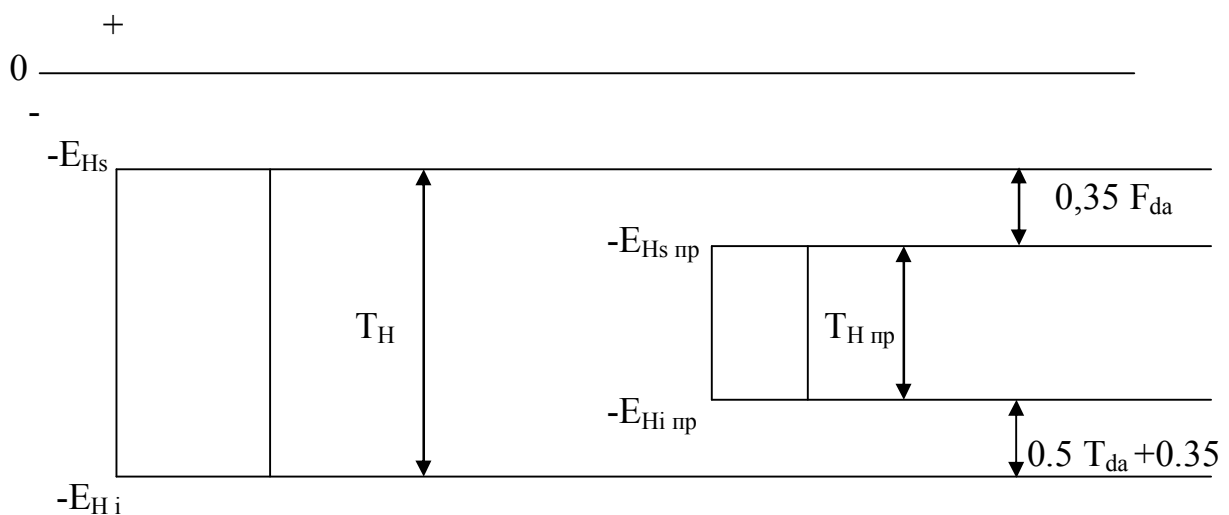 +
0
-
-E_Hs
0,35 F_da
-E_Hs пр
T_H
T_H пр
-E_Hi пр
0.5 T_da +0.35
-E_H i